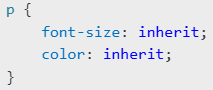 p {
    font-size: inherit;
    color: inherit;
}